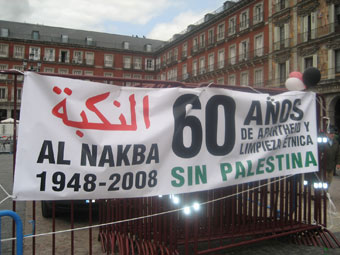 النكبة
AL NAKBA
1948-2008
60 AÑOS
DE APARTHEID Y
LIMPIEZA ÉTNICA
SIN PALESTINA